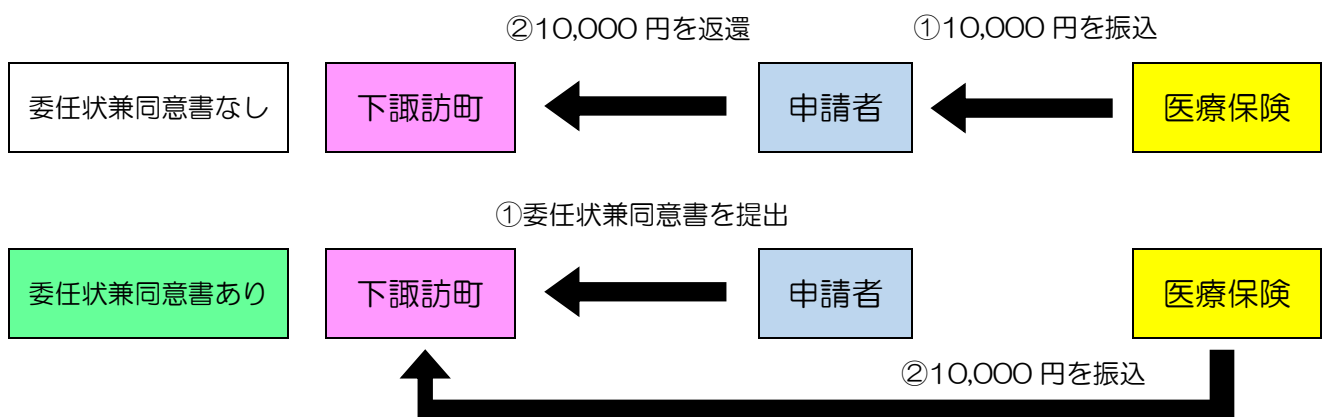 ②10,000 円を返還
①10,000 円を振込
委任状兼同意書なし
下諏訪町
申請者
医療保険
①委任状兼同意書を提出
委任状兼同意書あり
下諏訪町
申請者
医療保険
②10,000 円を振込